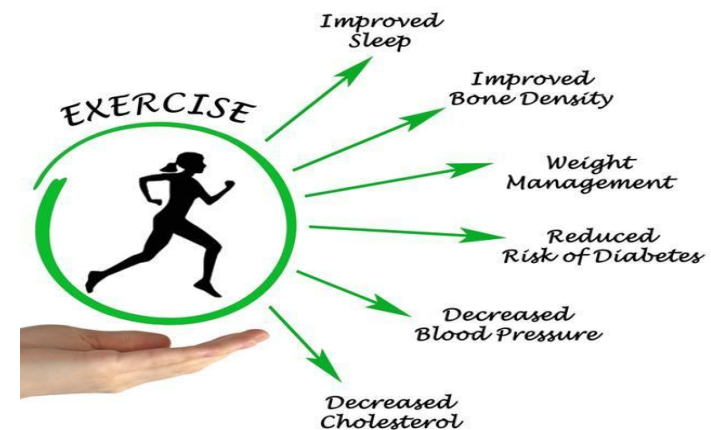 EXERCISE
Improved
Sleep
Improved
Bone Density
Weight
Management
Reduced
Risk of Diabetes
Decreased
Blood Pressure
Decreased
Cholesterol